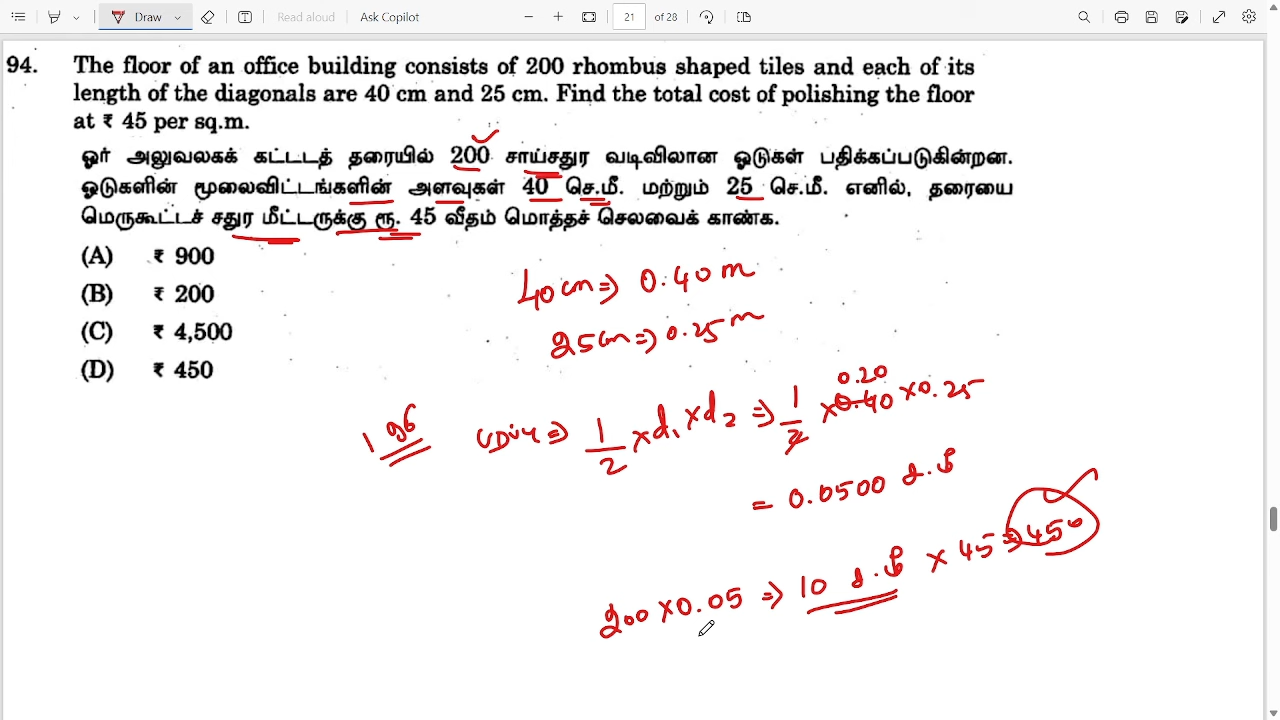 Draw
Read aloud
Ask Copilot
21
of 28
94. The floor of an office building consists of 200 rhombus shaped tiles and each of its
length of the diagonals are 40 cm and 25 cm. Find the total cost of polishing the floor
at ₹ 45 per sq.m.
ஓர் அலுவலகக் கட்டடத் தரையில் 200 சாய்சதுர வடிவிலான ஓடுகள் பதிக்கப்படுகின்றன.
ஓடுகளின் மூலைவிட்டங்களின் அளவுகள் 40 செ.மீ. மற்றும் 25 செ.மீ. எனில், தரையை
மெருகூட்டச் சதுர மீட்டருக்கு ரூ. 45 வீதம் மொத்தச் செலவைக் காண்க.
(A) ₹ 900
(B) ₹ 200
(C) ₹ 4,500
(D) ₹ 450
40cm ⇒ 0.40 m
25cm ⇒ 0.25 m
⇒ 1/2 × d₁ × d₂ ⇒ 1/2 × 0.40 × 0.25
0.20
= 0.0500 ச.மீ
200 × 0.05 ⇒ 10 ச.மீ × 45 ⇒ 450